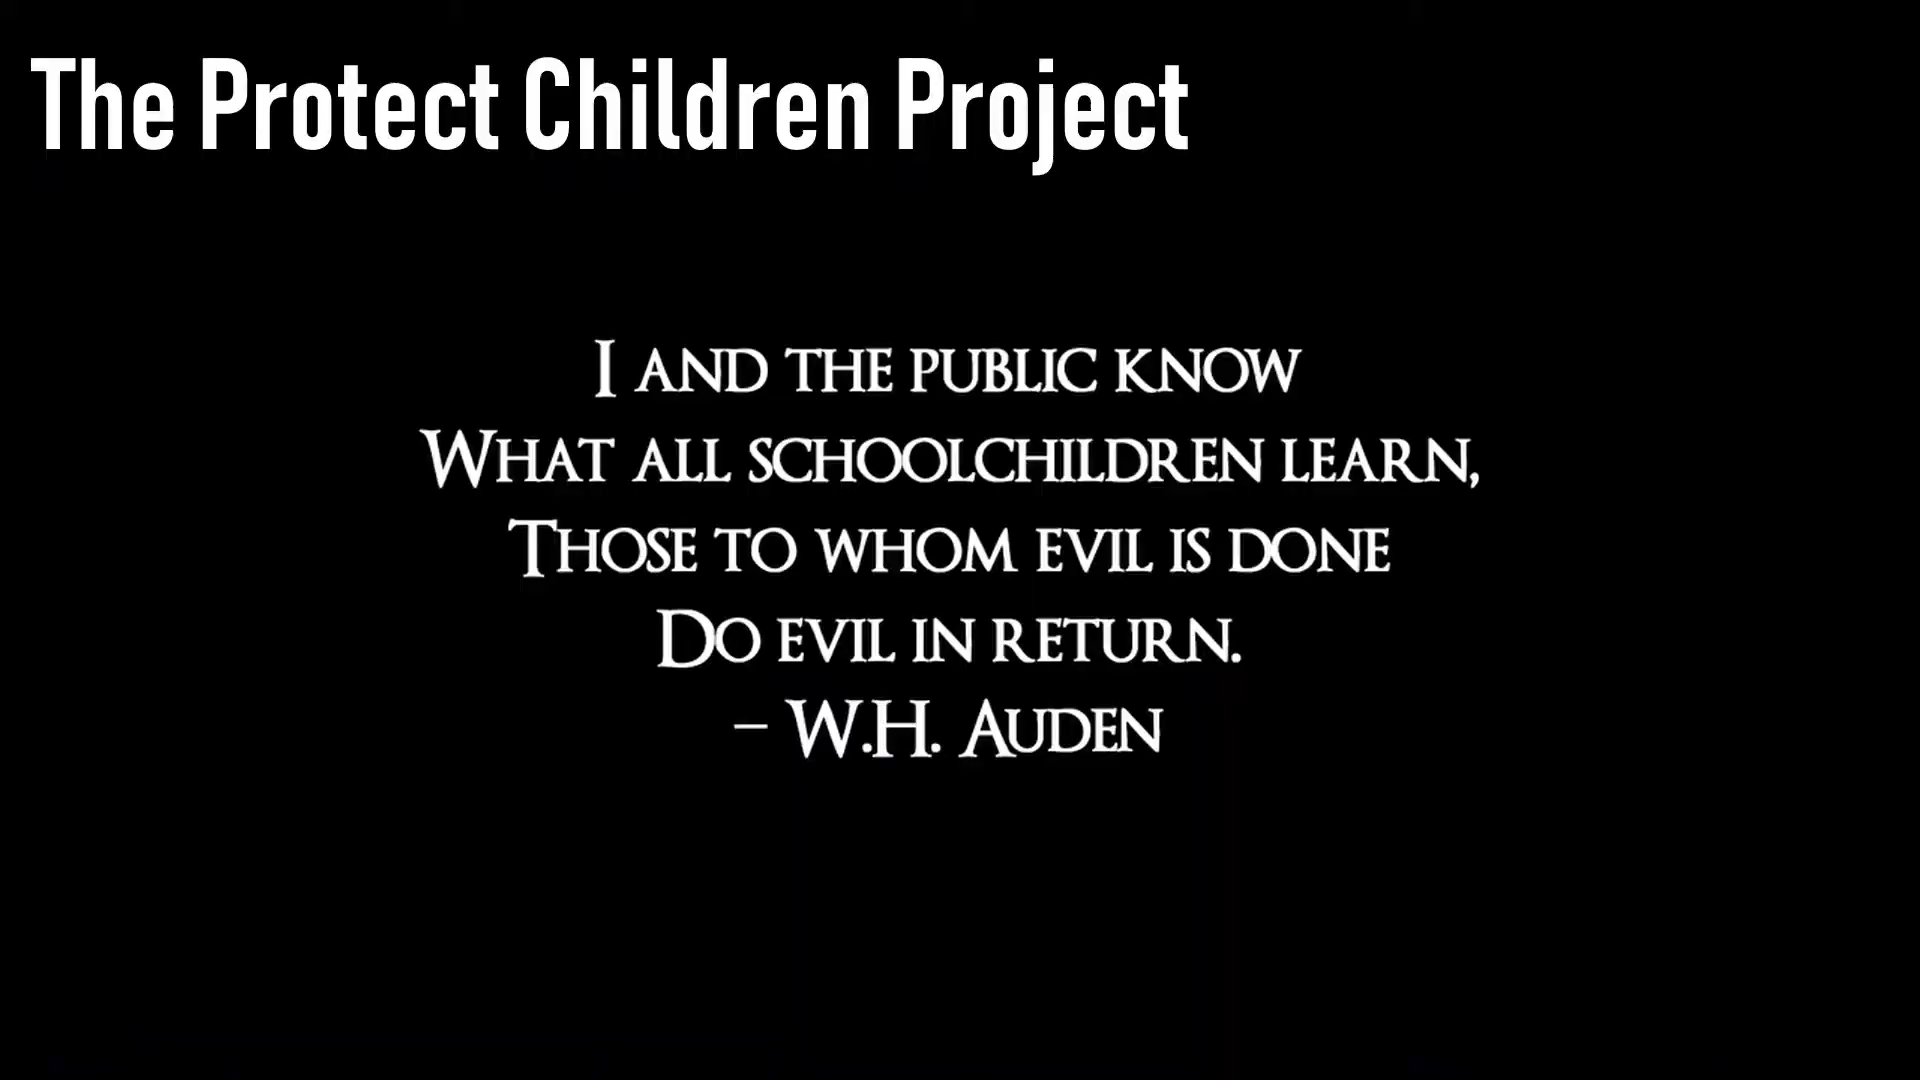 The Protect Children Project
I AND THE PUBLIC KNOW
WHAT ALL SCHOOLCHILDREN LEARN,
THOSE TO WHOM EVIL IS DONE
DO EVIL IN RETURN.
– W.H. AUDEN